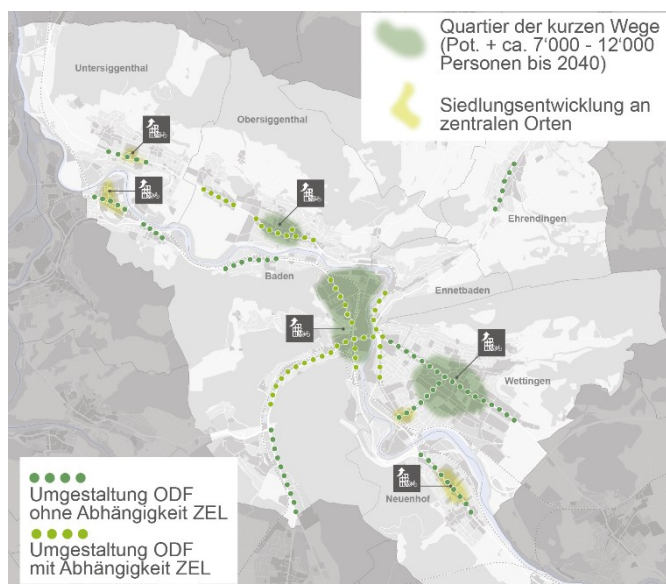 Quartier der kurzen Wege
(Pot. + ca. 7'000 - 12'000
Personen bis 2040)
Siedlungsentwicklung an
zentralen Orten
Untersiggenthal
Obersiggenthal
Ehrendingen
Baden
Ennetbaden
Wettingen
Neuenhof
Umgestaltung ODF
ohne Abhängigkeit ZEL
Umgestaltung ODF
mit Abhängigkeit ZEL